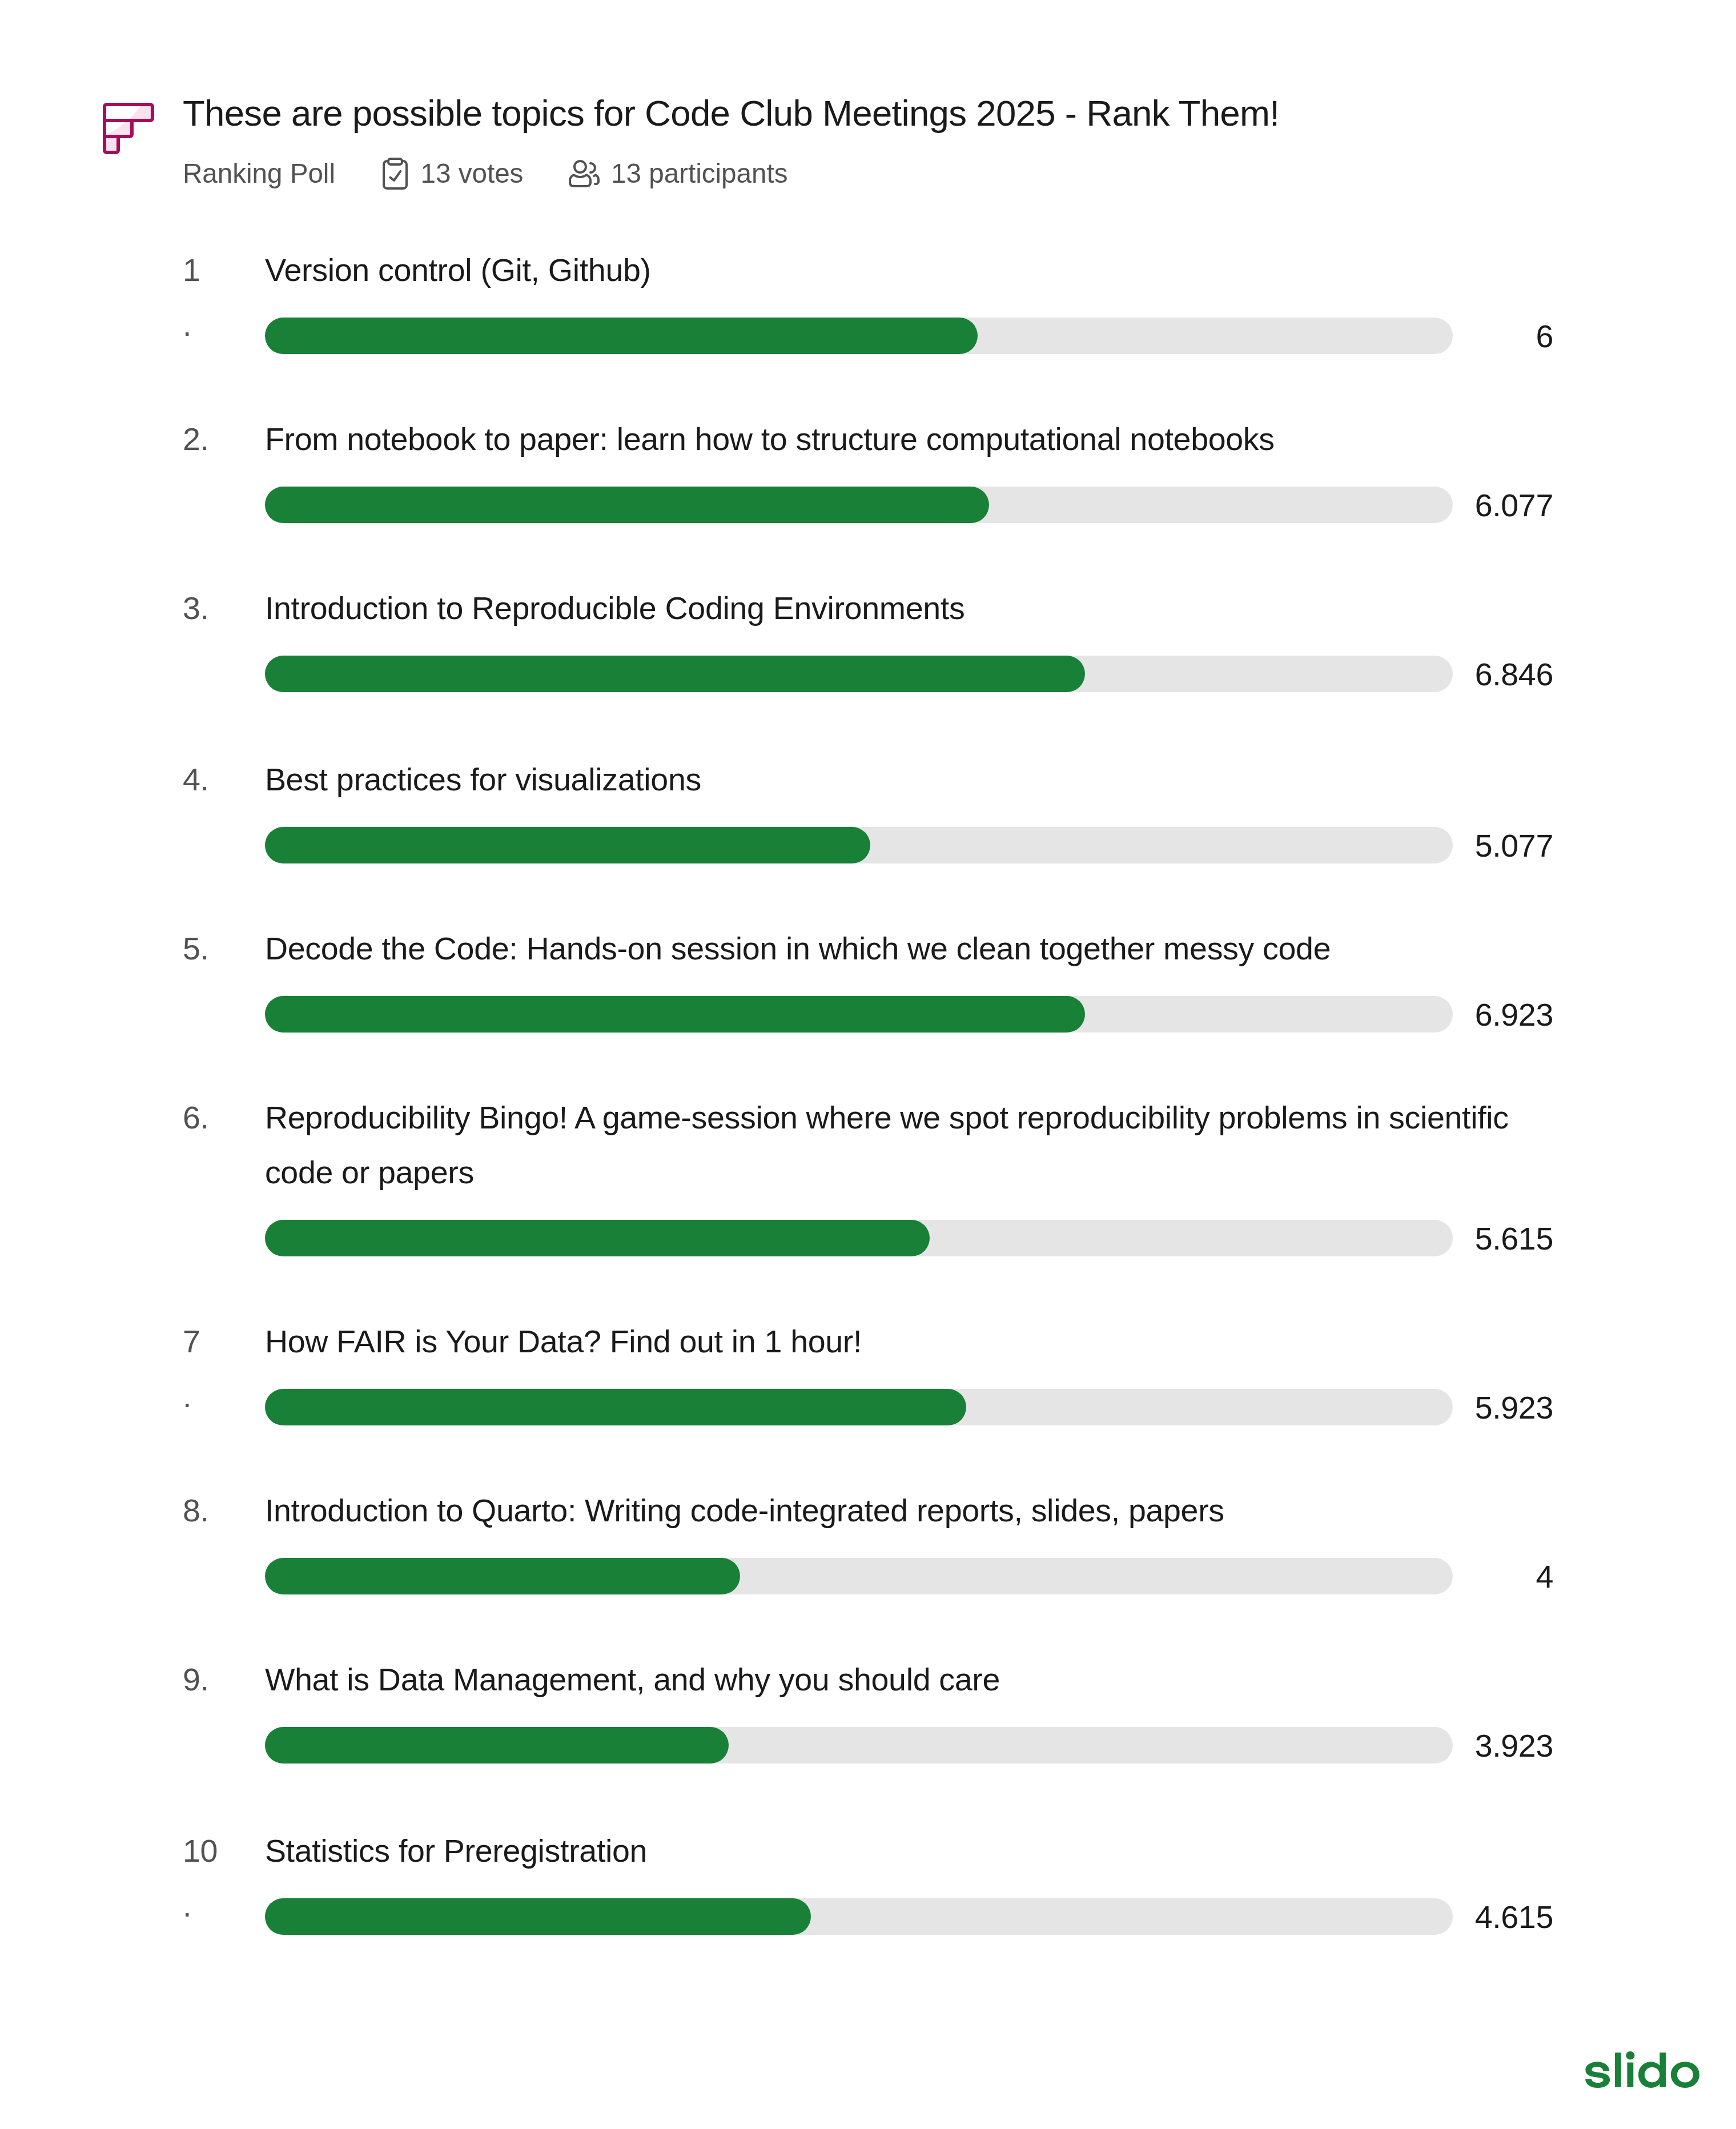 These are possible topics for Code Club Meetings 2025 - Rank Them!
Ranking Poll 13 votes 13 participants
1 Version control (Git, Github)
. 6
2. From notebook to paper: learn how to structure computational notebooks
6.077
3. Introduction to Reproducible Coding Environments
6.846
4. Best practices for visualizations
5.077
5. Decode the Code: Hands-on session in which we clean together messy code
6.923
6. Reproducibility Bingo! A game-session where we spot reproducibility problems in scientific
code or papers
5.615
7 How FAIR is Your Data? Find out in 1 hour!
. 5.923
8. Introduction to Quarto: Writing code-integrated reports, slides, papers
4
9. What is Data Management, and why you should care
3.923
10 Statistics for Preregistration
. 4.615
slido